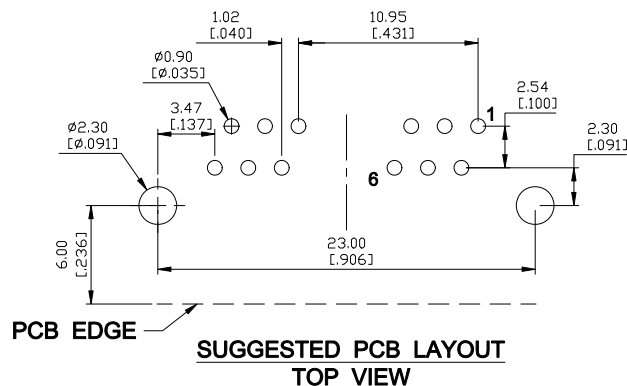 1.02
[.040]
10.95
[.431]
ø0.90
[ø.035]
3.47
[.137]
1
2.54
[.100]
ø2.30
[ø.091]
2.30
[.091]
6
6.00
[.236]
23.00
[.906]
PCB EDGE
SUGGESTED PCB LAYOUT
TOP VIEW